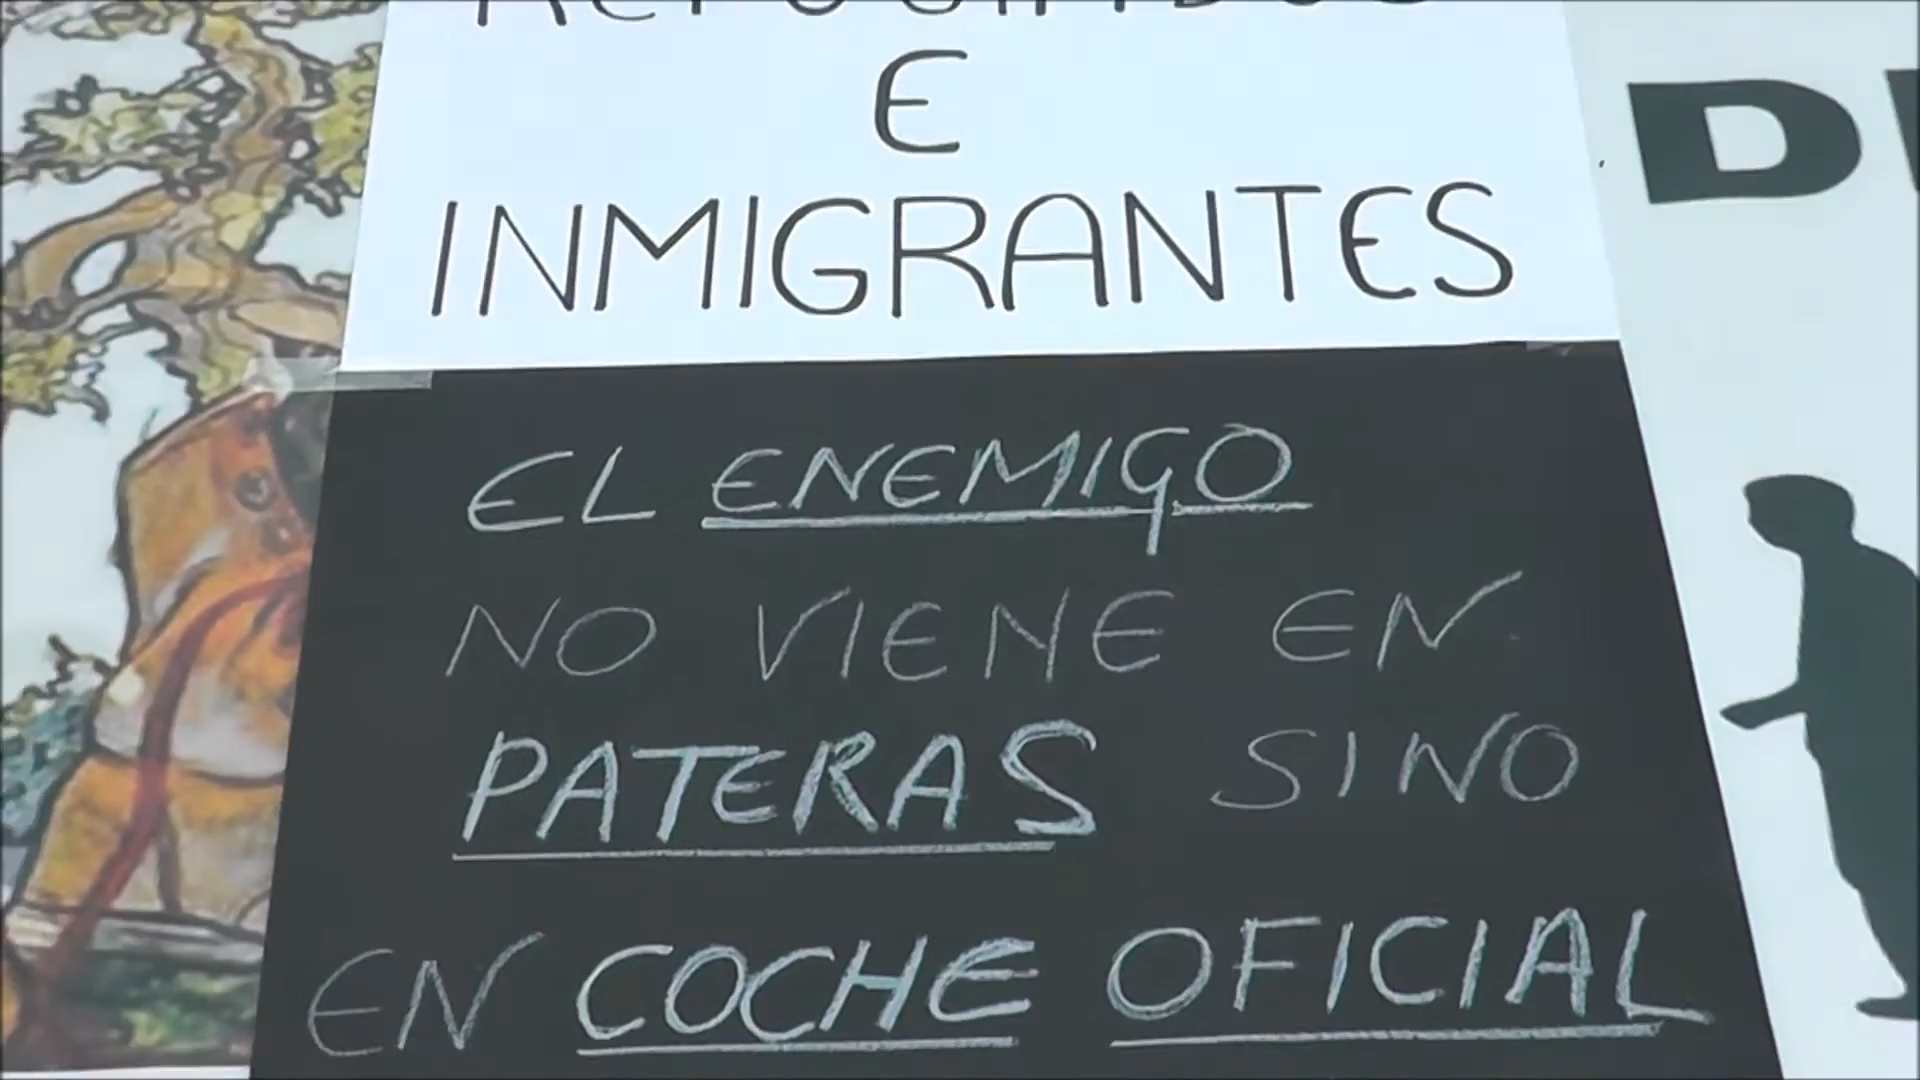 E
INMIGRANTES
EL ENEMIGO
NO VIENE EN
PATERAS SINO
EN COCHE OFICIAL